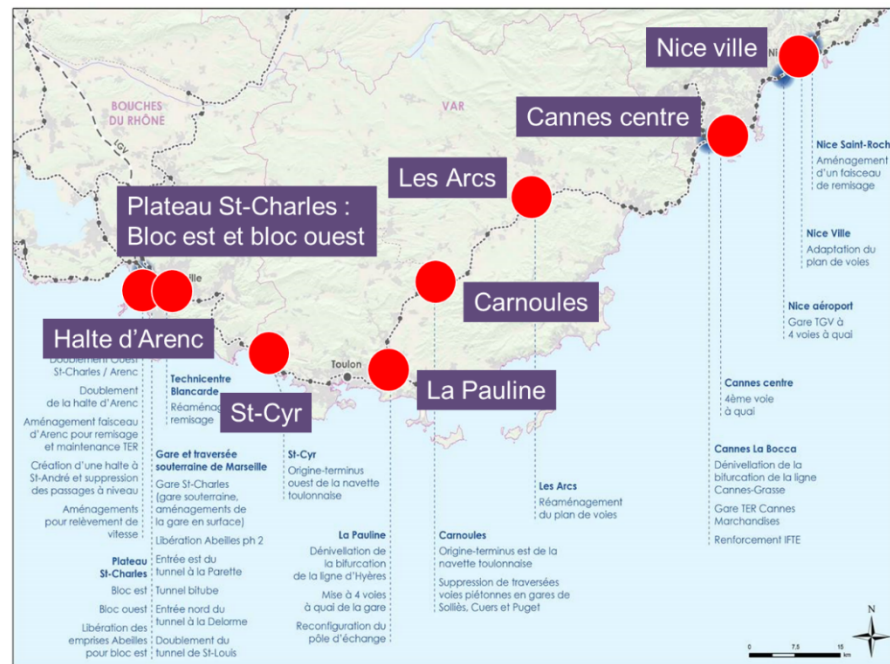 Nice ville
Ni
BOUCHES
DU RHÔNE
VAR
LGV
Cannes centre
Les Arcs
Plateau St-Charles :
Bloc est et bloc ouest
ille
Carnoules
Halte d'Arenc
Toulon
La Pauline
St-Cyr
Nice Saint-Roch
Aménagement
d'un faisceau
de remisage
Nice Ville
Adaptation du
plan de voies
Nice aéroport
Gare TGV à
4 voies à quai
Cannes centre
4ème voie
à quai
Cannes La Bocca
Dénivellation de la
bifurcation de la ligne
Cannes-Grasse
Gare TER Cannes
Marchandises
Renforcement IFTE
Doublement Ouest
St-Charles / Arenc
Doublement
de la halte d'Arenc
Aménagement faisceau
d'Arenc pour remisage
et maintenance TER
Création d'une halte à
St-André et suppression
des passages à niveau
Aménagements
pour relèvement de
vitesse
Plateau
St-Charles
Bloc est
Bloc ouest
Libération des
emprises Abeilles
pour bloc est
Technicentre
Blancarde
Réaménag
remisage
Gare et traversée
souterraine de Marseille
Gare St-Charles
(gare souterraine,
aménagements de
la gare en surface)
Libération Abeilles ph 2
Entrée est du
tunnel à la Parette
Tunnel bitube
Entrée nord du
tunnel à la Delorme
Doublement du
tunnel de St-Louis
St-Cyr
Origine-terminus
ouest de la navette
toulonnaise
La Pauline
Dénivellation de
la bifurcation
de la ligne d'Hyères
Mise à 4 voies
à quai de la gare
Reconfiguration du
pôle d'échange
Carnoules
Origine-terminus est de la
navette toulonnaise
Suppression de traversées
voies piétonnes en gares de
Solliès, Cuers et Puget
Les Arcs
Réaménagement
du plan de voies
N
0 7.5 15
km